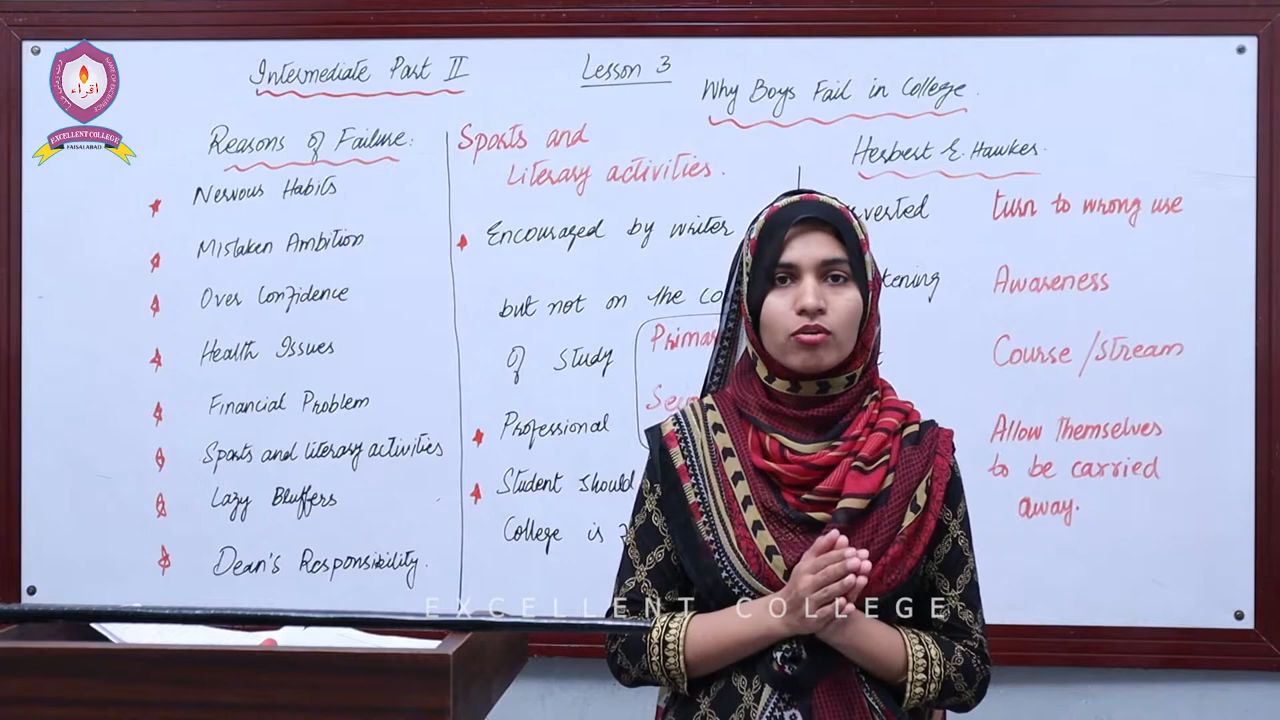 Intermediate Part II
Lesson 3
Why Boys Fail in College.
Herbert E. Hawkes.
Reasons of Failure:
Nervous Habits
Mistaken Ambition
Over Confidence
Health Issues
Financial Problem
Sports and literary activities
Lazy Bluffers
Dean's Responsibility.
Sports and
Literary activities.
Encouraged by writer
but not on the
of study
Professional
Student should
College is
turn to wrong use
Awareness
Course / Stream
Allow themselves
to be carried
away.
اقراء
EXCELLENT COLLEGE
FAISALABAD
EXCELLENT COLLEGE